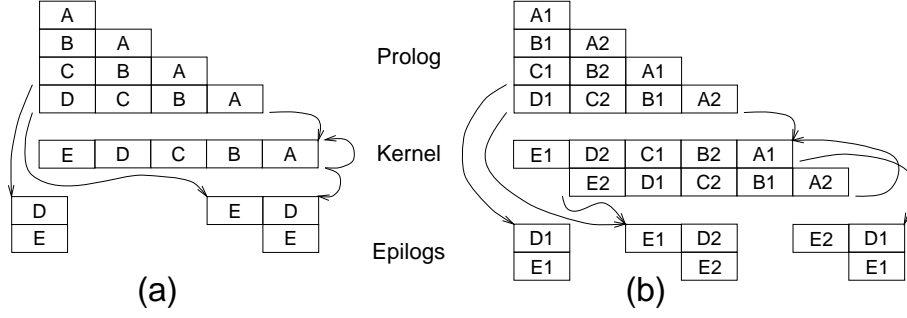 A
A1
B A
B1 A2
Prolog
C B A
C1 B2 A1
D C B A
D1 C2 B1 A2
E D C B A
Kernel
E1 D2 C1 B2 A1
E2 D1 C2 B1 A2
D
E D
D1
E1 D2
E2 D1
E
E
Epilogs
E1
E2
E1
(a)
(b)